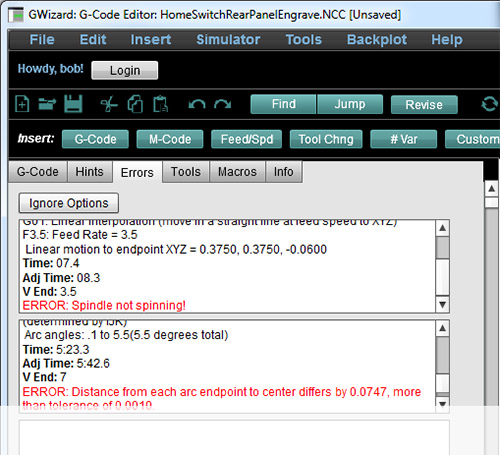 GWizard: G-Code Editor: HomeSwitchRearPanelEngrave.NCC [Unsaved]
File Edit Insert Simulator Tools Backplot Help
Howdy, bob! Login
Find Jump Revise
Insert: G-Code M-Code Feed/Spd Tool Chng # Var Custom
G-Code Hints Errors Tools Macros Info
Ignore Options
G01: Linear Interpolation (move in a straight line at feed speed to XYZ)
F3.5: Feed Rate = 3.5
Linear motion to endpoint XYZ = 0.3750, 0.3750, -0.0600
Time: 07.4
Adj Time: 08.3
V End: 3.5
ERROR: Spindle not spinning!
(determined by IJK)
Arc angles: .1 to 5.5(5.5 degrees total)
Time: 5:23.3
Adj Time: 5:42.6
V End: 7
ERROR: Distance from each arc endpoint to center differs by 0.0747, more
than tolerance of 0.0010.